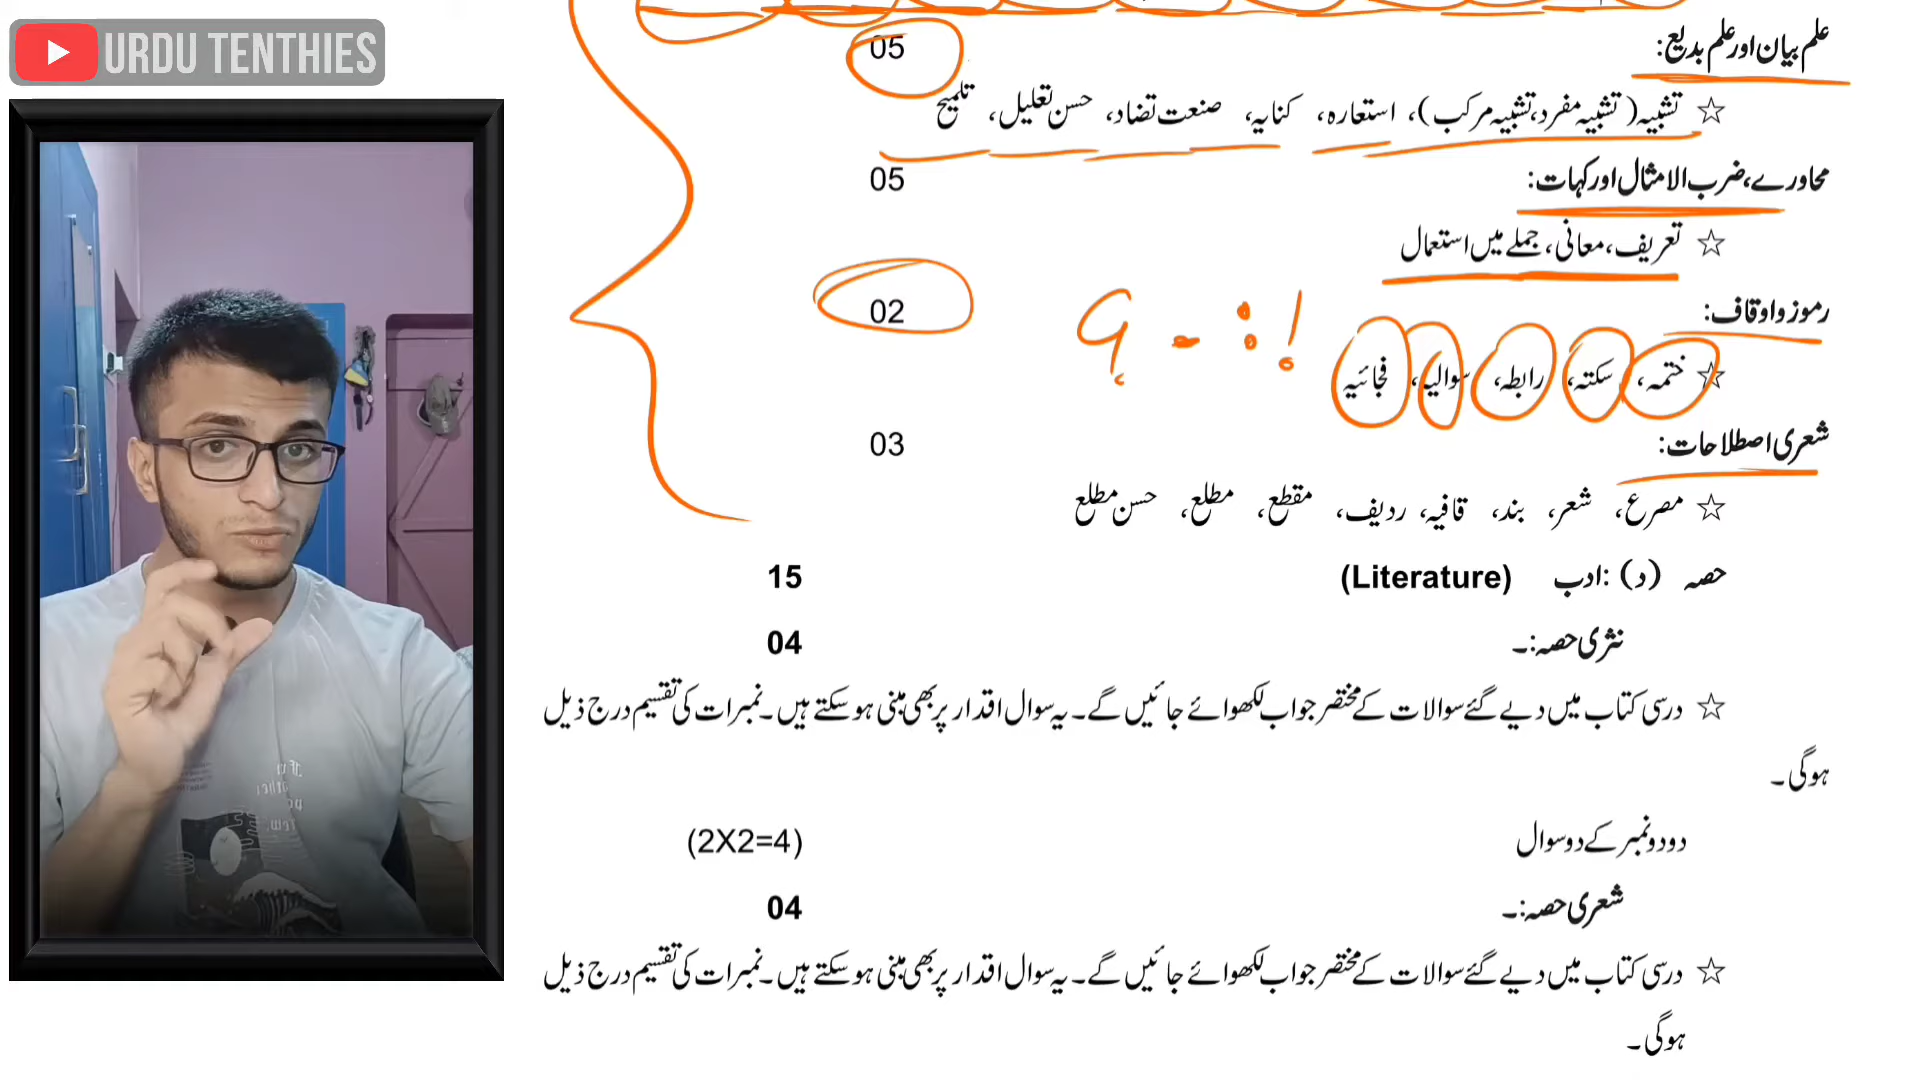 URDU TENTHIES
علم بیان اور علم بدیع: 05
☆ تشبیہ (تشبیہ مفرد، تشبیہ مرکب)، استعارہ، کنایہ، صنعت تضاد، حسن تعلیل، تلمیح
محاورے، ضرب الامثال اور کہات: 05
☆ تعریف، معانی، جملے میں استعمال
رموز و اوقاف: 02
؟ - : !
☆ ختمہ، سکتہ، رابطہ، سوالیہ، فجائیہ
شعری اصطلاحات: 03
☆ مصرع، شعر، بند، قافیہ، ردیف، مقطع، مطلع، حسن مطلع
حصہ (د): ادب (Literature) 15
نثری حصہ:۔ 04
☆ درسی کتاب میں دیے گئے سوالات کے مختصر جواب لکھوائے جائیں گے۔ یہ سوال اقدار پر بھی مبنی ہو سکتے ہیں۔ نمبرات کی تقسیم درج ذیل
ہوگی۔
دو دو نمبر کے دو سوال (2X2=4)
شعری حصہ:۔ 04
☆ درسی کتاب میں دیے گئے سوالات کے مختصر جواب لکھوائے جائیں گے۔ یہ سوال اقدار پر بھی مبنی ہو سکتے ہیں۔ نمبرات کی تقسیم درج ذیل
ہوگی۔